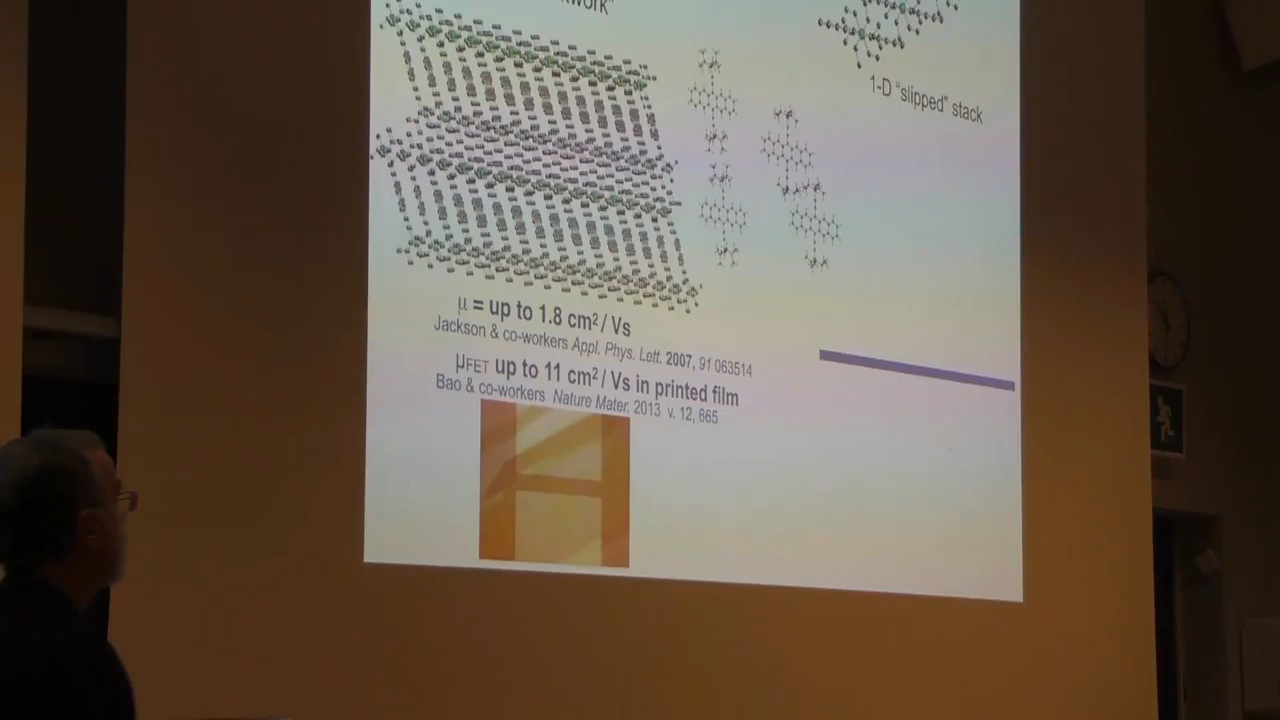 1-D “slipped” stack
μ = up to 1.8 cm² / Vs
Jackson & co-workers Appl. Phys. Lett. 2007, 91 063514
μFET up to 11 cm² / Vs in printed film
Bao & co-workers Nature Mater. 2013 v. 12, 665